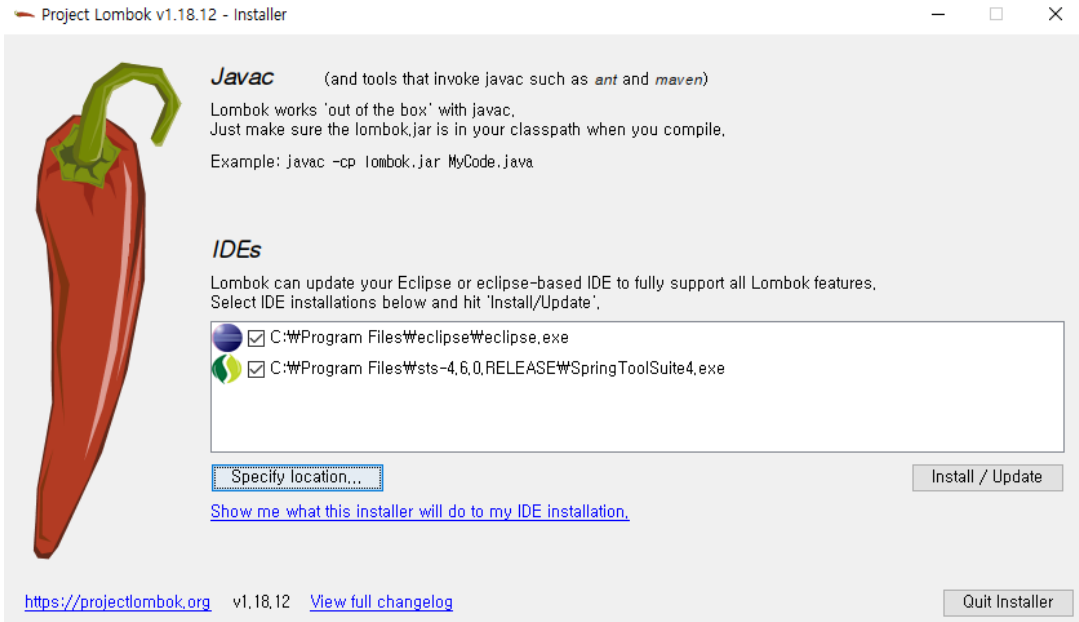 Project Lombok v1.18.12 - Installer
Javac (and tools that invoke javac such as ant and maven)
Lombok works 'out of the box' with javac.
Just make sure the lombok.jar is in your classpath when you compile.
Example: javac -cp lombok.jar MyCode.java
IDEs
Lombok can update your Eclipse or eclipse-based IDE to fully support all Lombok features.
Select IDE installations below and hit 'Install/Update'.
C:₩Program Files₩eclipse₩eclipse.exe
C:₩Program Files₩sts-4.6.0.RELEASE₩SpringToolSuite4.exe
Specify location...
Install / Update
Show me what this installer will do to my IDE installation.
https://projectlombok.org v1.18.12 View full changelog
Quit Installer